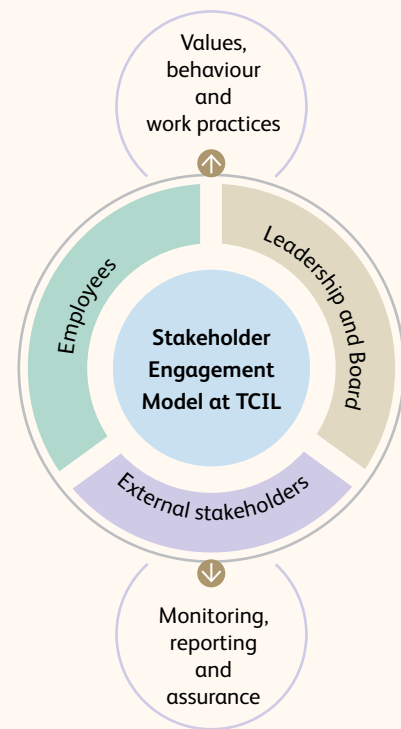 Values,
behaviour
and
work practices
Employees
Leadership and Board
Stakeholder
Engagement
Model at TCIL
External stakeholders
Monitoring,
reporting
and
assurance